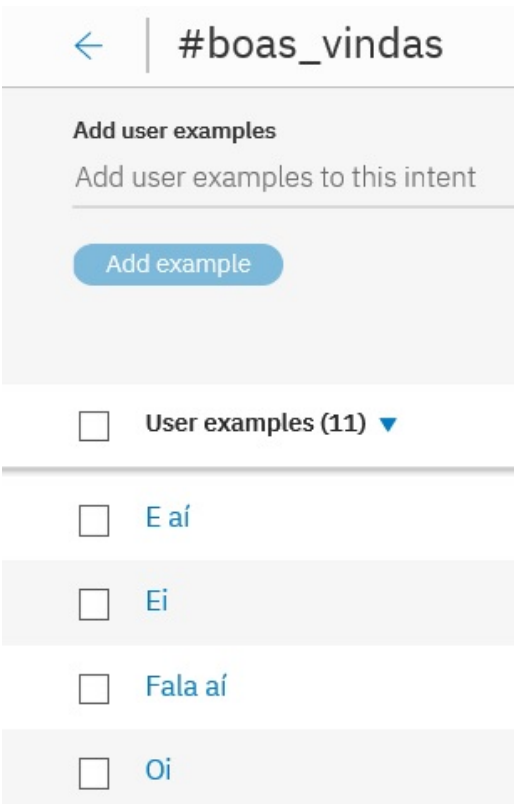 #boas_vindas
Add user examples
Add user examples to this intent
Add example
User examples (11)
E aí
Ei
Fala aí
Oi